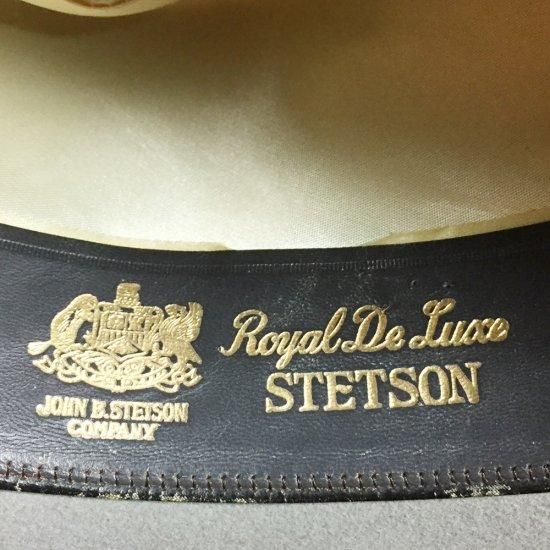 JOHN B. STETSON
COMPANY
Royal De Luxe
STETSON